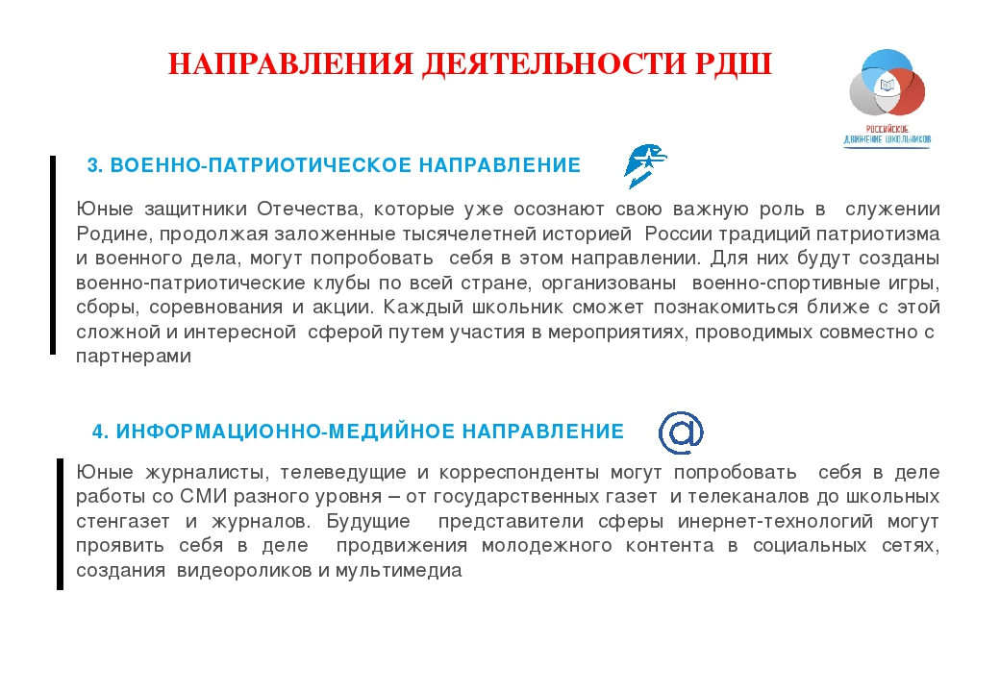 НАПРАВЛЕНИЯ ДЕЯТЕЛЬНОСТИ РДШ
РОССИЙСКОЕ
ДВИЖЕНИЕ ШКОЛЬНИКОВ
3. ВОЕННО-ПАТРИОТИЧЕСКОЕ НАПРАВЛЕНИЕ
Юные защитники Отечества, которые уже осознают свою важную роль в служении
Родине, продолжая заложенные тысячелетней историей России традиций патриотизма
и военного дела, могут попробовать себя в этом направлении. Для них будут созданы
военно-патриотические клубы по всей стране, организованы военно-спортивные игры,
сборы, соревнования и акции. Каждый школьник сможет познакомиться ближе с этой
сложной и интересной сферой путем участия в мероприятиях, проводимых совместно с
партнерами
4. ИНФОРМАЦИОННО-МЕДИЙНОЕ НАПРАВЛЕНИЕ @
Юные журналисты, телеведущие и корреспонденты могут попробовать себя в деле
работы со СМИ разного уровня – от государственных газет и телеканалов до школьных
стенгазет и журналов. Будущие представители сферы инернет-технологий могут
проявить себя в деле продвижения молодежного контента в социальных сетях,
создания видеороликов и мультимедиа